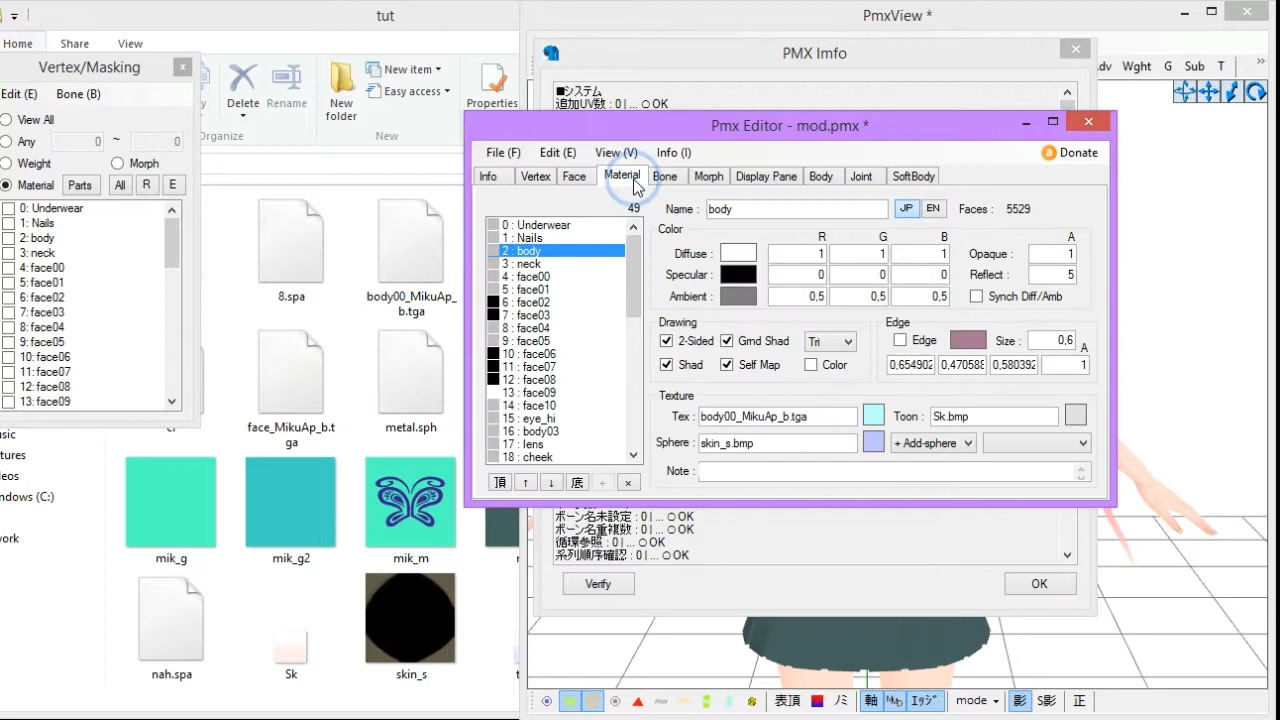 tut
Home Share View
Delete
Rename
New folder
New item
Easy access
Properties
Organize
New
8.spa
body00_MikuAp_
b.tga
face_MikuAp_b.t
ga
metal.sph
mik_g
mik_g2
mik_m
nah.spa
Sk
skin_s
Vertex/Masking
Edit (E) Bone (B)
View All
Any 0 ~ 0
Weight Morph
Material Parts All R E
0: Underwear
1: Nails
2: body
3: neck
4: face00
5: face01
6: face02
7: face03
8: face04
9: face05
10: face06
11: face07
12: face08
13: face09
PmxView *
Wght G Sub T
PMX Imfo
■システム
追加UV数 : 0 | ... ○ OK
Pmx Editor - mod.pmx *
File (F) Edit (E) View (V) Info (I) Donate
Info Vertex Face Material Bone Morph Display Pane Body Joint SoftBody
49
0 : Underwear
1 : Nails
2 : body
3 : neck
4 : face00
5 : face01
6 : face02
7 : face03
8 : face04
9 : face05
10 : face06
11 : face07
12 : face08
13 : face09
14 : face10
15 : eye_hi
16 : body03
17 : lens
18 : cheek
頂 ↑ ↓ 底 + ×
Name : body JP EN Faces : 5529
Color R G B A
Diffuse : 1 1 1 Opaque : 1
Specular : 0 0 0 Reflect : 5
Ambient : 0,5 0,5 0,5 Synch Diff/Amb
Drawing
2-Sided Grnd Shad Tri
Shad Self Map Color
Edge
Edge Size : 0,6
A
0,654902 0,470588 0,580392 1
Texture
Tex : body00_MikuAp_b.tga Toon : Sk.bmp
Sphere : skin_s.bmp + Add-sphere
Note :
ボーン名未設定 : 0 | ... ○ OK
ボーン名重複数 : 0 | ... ○ OK
循環参照 : 0 | ... ○ OK
系列順序確認 : 0 | ... ○ OK
Verify OK
表頂 ノミ 軸 ｴｯｼﾞ mode 影 S影 正